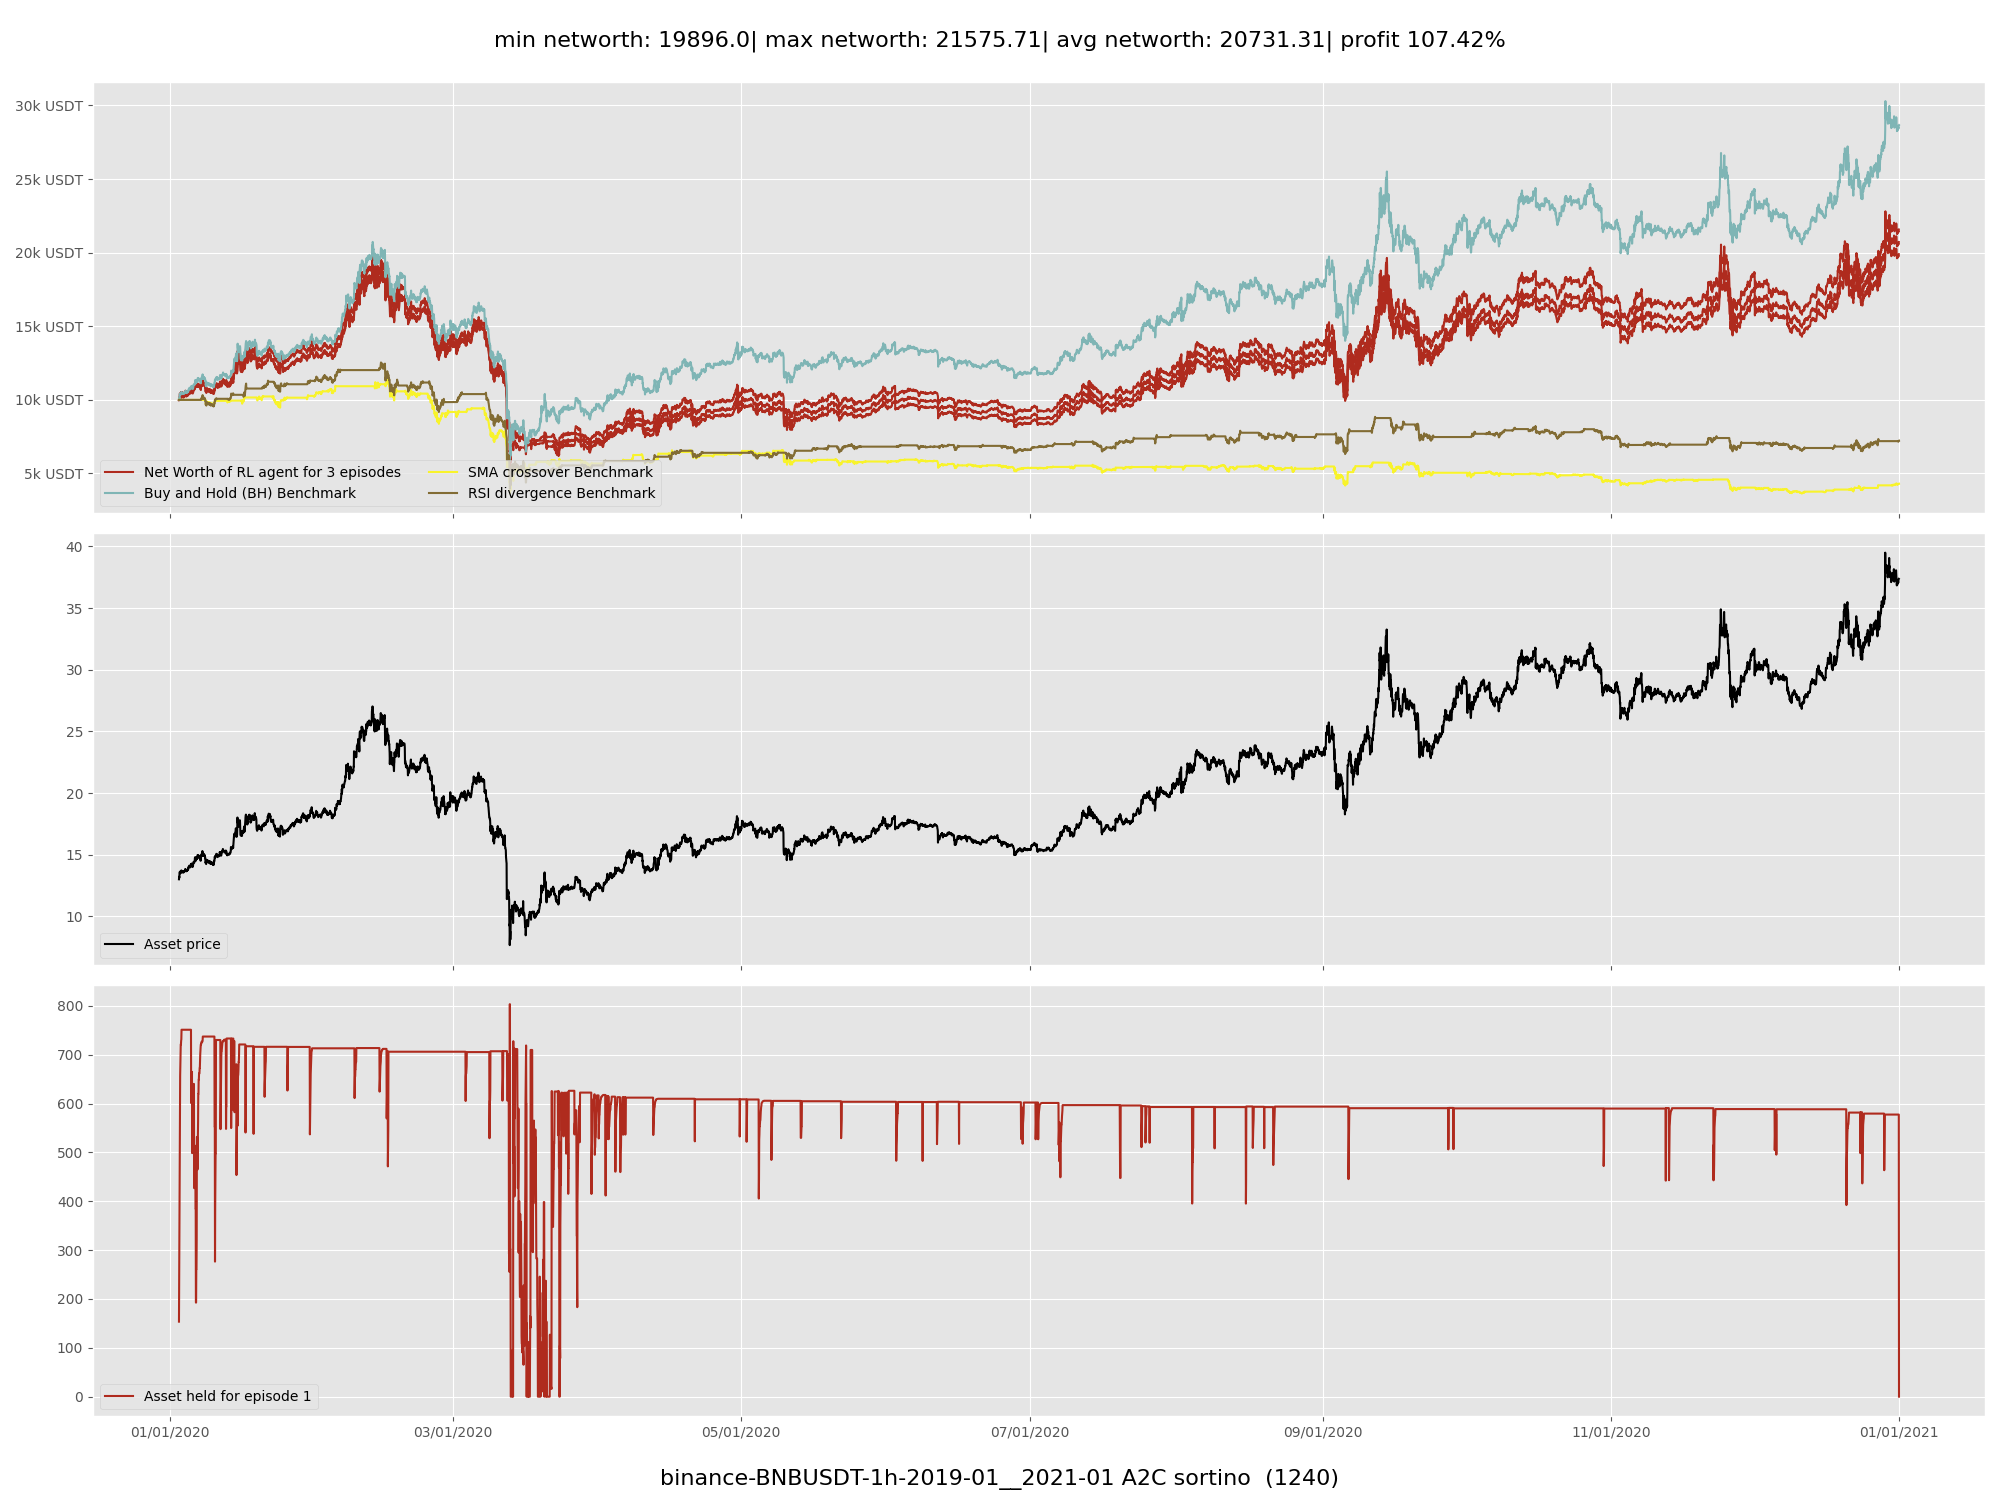 min networth: 19896.0| max networth: 21575.71| avg networth: 20731.31| profit 107.42%
30k USDT
25k USDT
20k USDT
15k USDT
10k USDT
5k USDT
Net Worth of RL agent for 3 episodes
Buy and Hold (BH) Benchmark
SMA crossover Benchmark
RSI divergence Benchmark
40
35
30
25
20
15
10
Asset price
800
700
600
500
400
300
200
100
0
Asset held for episode 1
01/01/2020 03/01/2020 05/01/2020 07/01/2020 09/01/2020 11/01/2020 01/01/2021
binance-BNBUSDT-1h-2019-01__2021-01 A2C sortino  (1240)